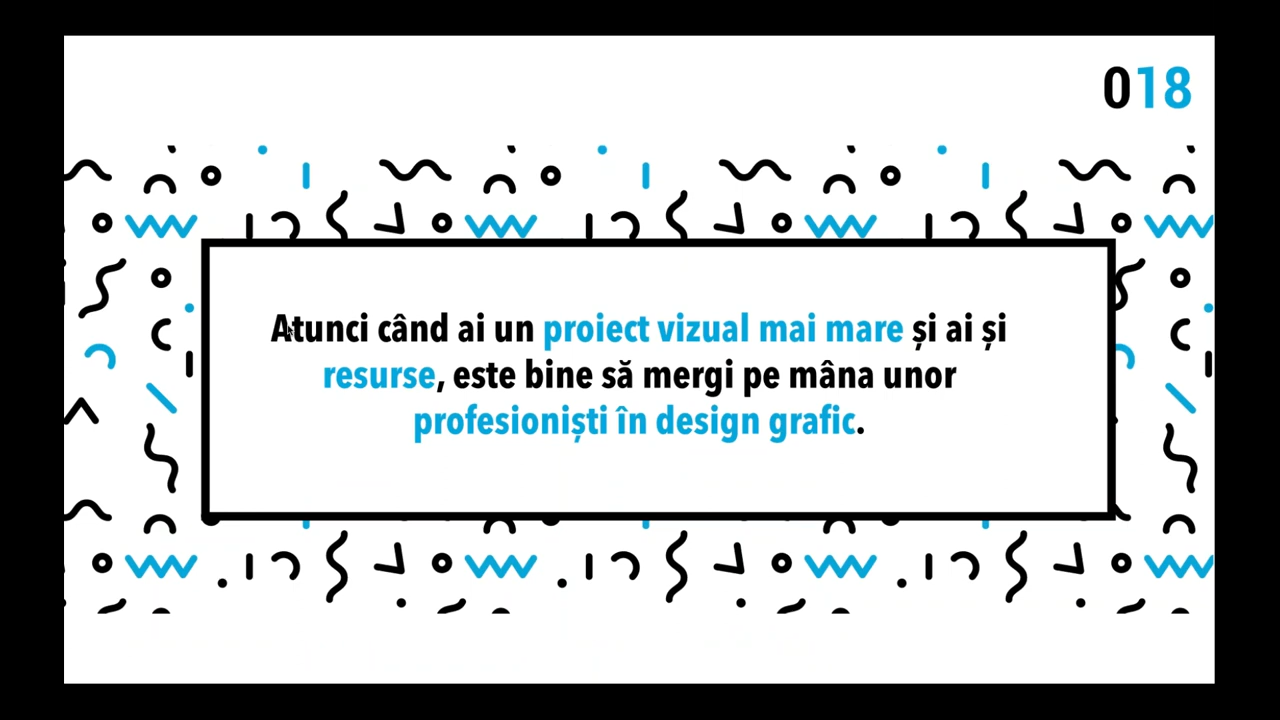 018
Atunci când ai un proiect vizual mai mare și ai și
resurse, este bine să mergi pe mâna unor
profesioniști în design grafic.